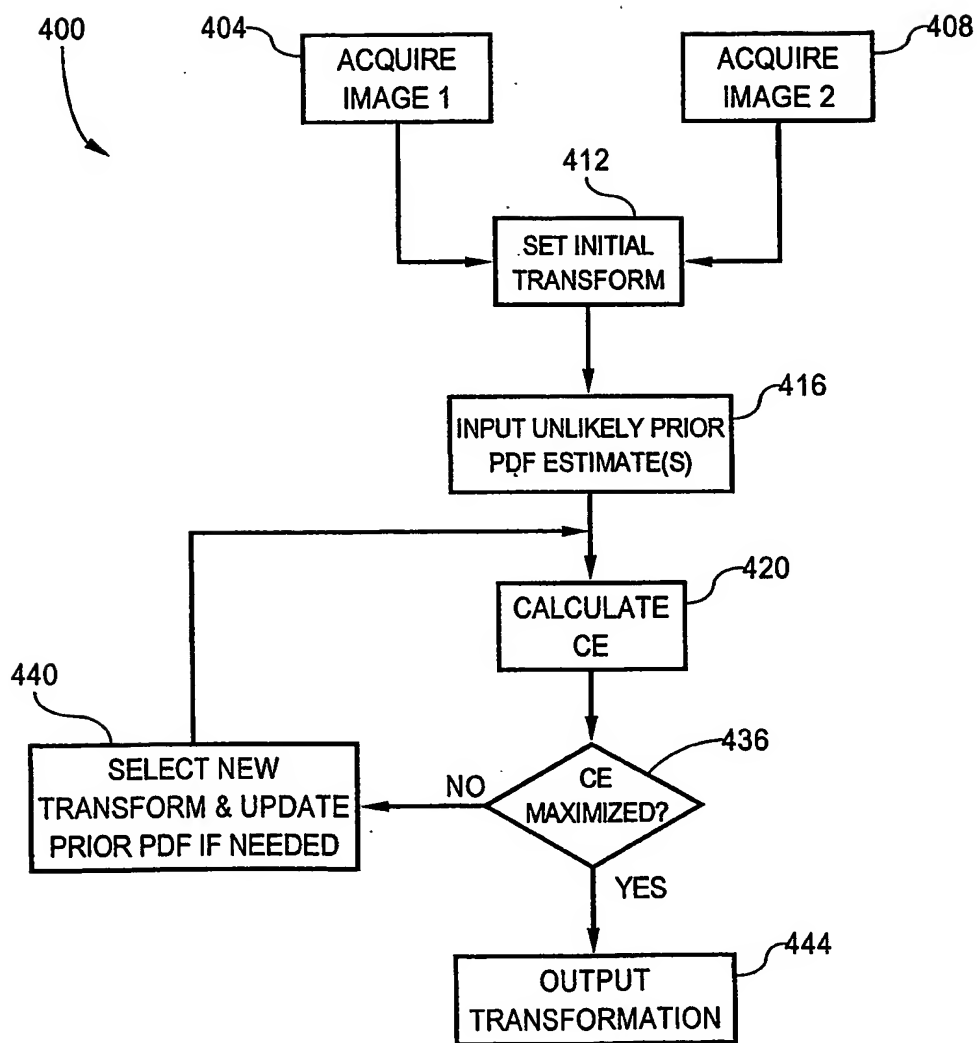 400
404
ACQUIRE
IMAGE 1
408
ACQUIRE
IMAGE 2
412
SET INITIAL
TRANSFORM
416
INPUT UNLIKELY PRIOR
PDF ESTIMATE(S)
420
CALCULATE
CE
436
CE
MAXIMIZED?
NO
YES
440
SELECT NEW
TRANSFORM & UPDATE
PRIOR PDF IF NEEDED
444
OUTPUT
TRANSFORMATION